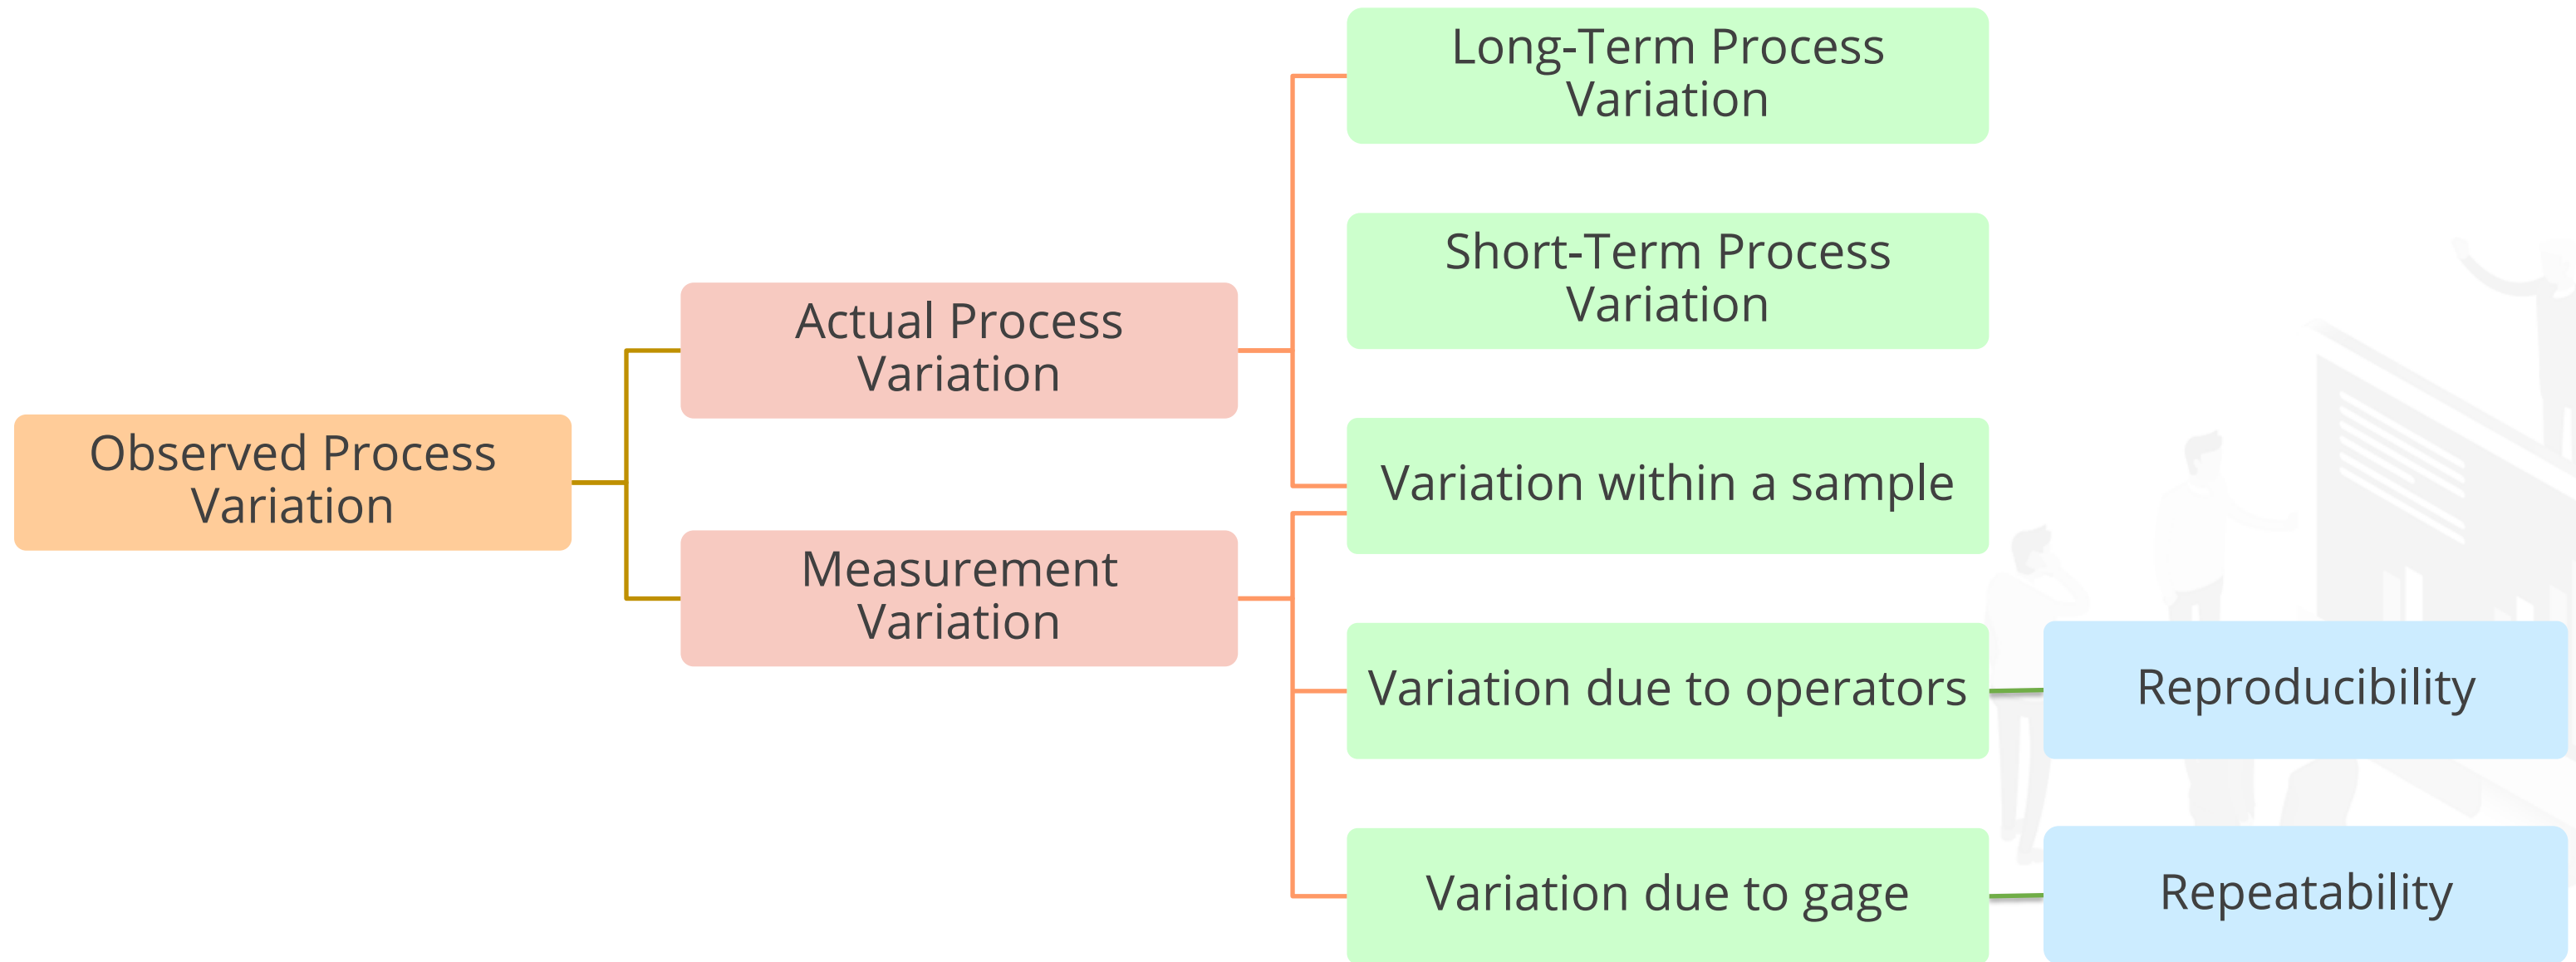 Long-Term Process
Variation
Short-Term Process
Variation
Actual Process
Variation
Observed Process
Variation
Variation within a sample
Measurement
Variation
Variation due to operators
Reproducibility
Variation due to gage
Repeatability